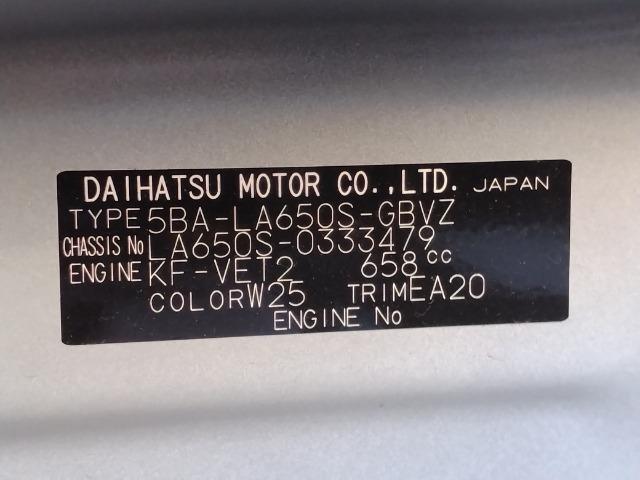 DAIHATSU MOTOR CO.,LTD. JAPAN
TYPE 5BA-LA650S-GBVZ
CHASSIS No LA650S-0333479
ENGINE KF-VET2 658cc
COLOR W25 TRIM EA20
ENGINE No